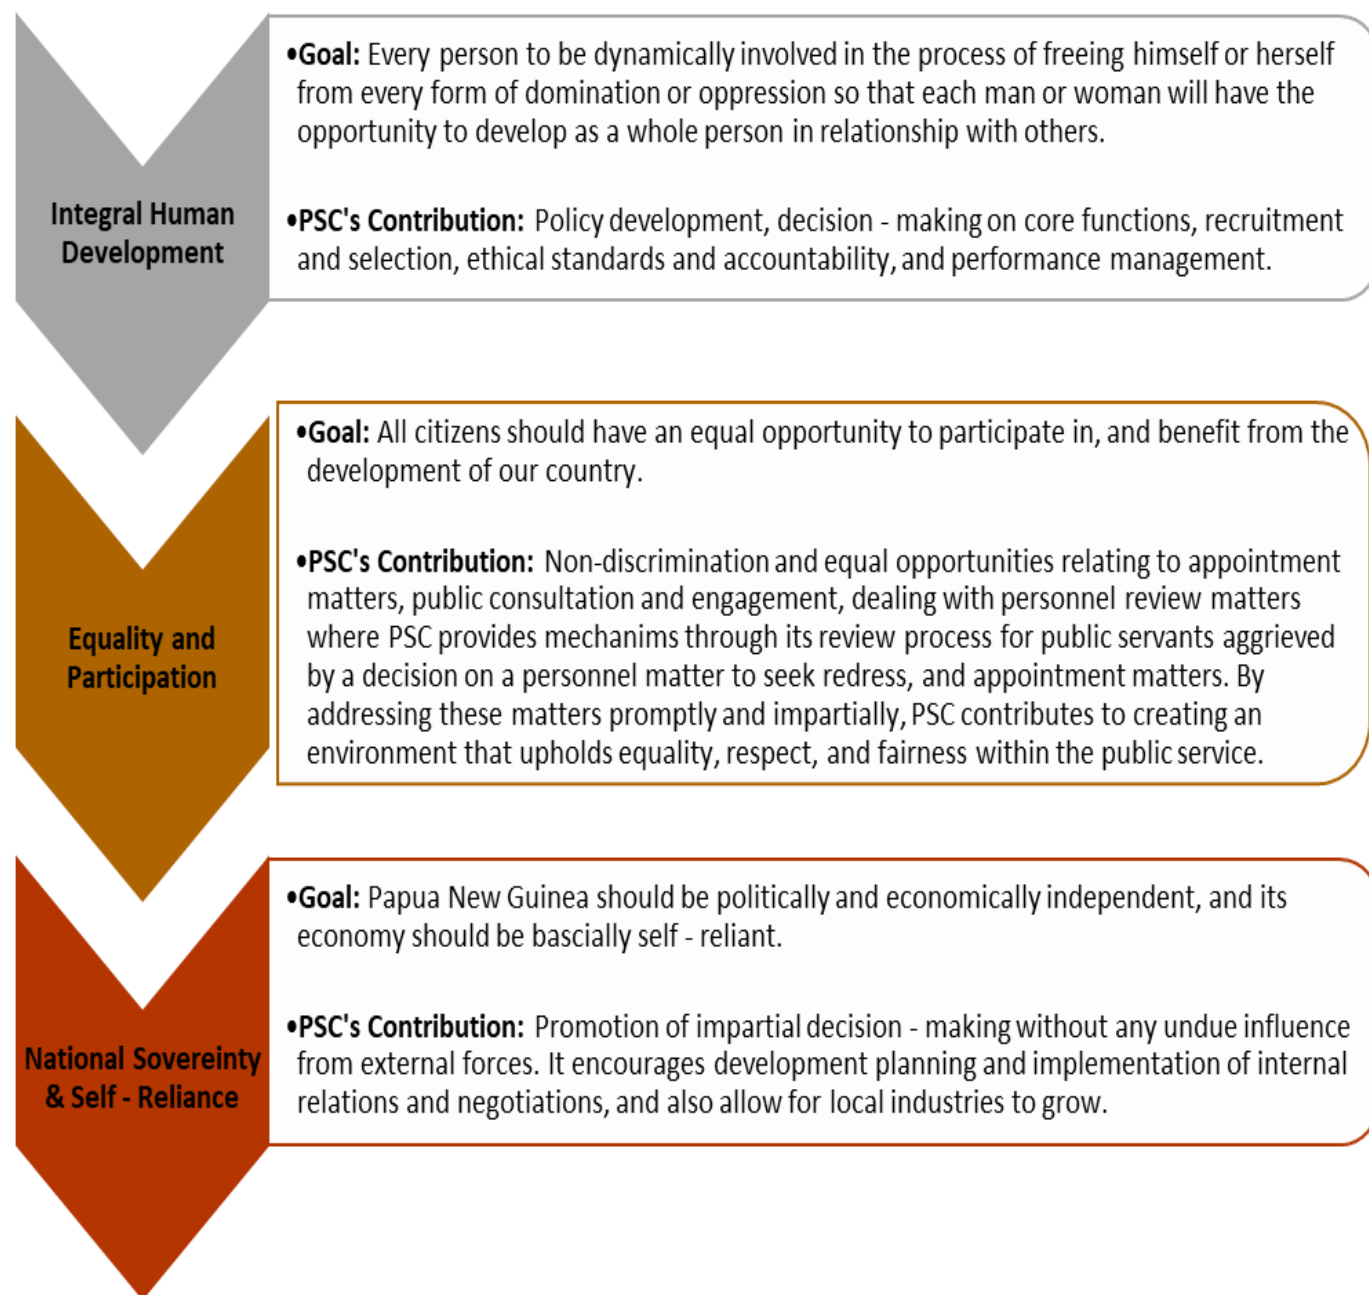 Integral Human
Development
•Goal: Every person to be dynamically involved in the process of freeing himself or herself
from every form of domination or oppression so that each man or woman will have the
opportunity to develop as a whole person in relationship with others.
•PSC's Contribution: Policy development, decision - making on core functions, recruitment
and selection, ethical standards and accountability, and performance management.
Equality and
Participation
•Goal: All citizens should have an equal opportunity to participate in, and benefit from the
development of our country.
•PSC's Contribution: Non-discrimination and equal opportunities relating to appointment
matters, public consultation and engagement, dealing with personnel review matters
where PSC provides mechanims through its review process for public servants aggrieved
by a decision on a personnel matter to seek redress, and appointment matters. By
addressing these matters promptly and impartially, PSC contributes to creating an
environment that upholds equality, respect, and fairness within the public service.
National Sovereinty
& Self - Reliance
•Goal: Papua New Guinea should be politically and economically independent, and its
economy should be bascially self - reliant.
•PSC's Contribution: Promotion of impartial decision - making without any undue influence
from external forces. It encourages development planning and implementation of internal
relations and negotiations, and also allow for local industries to grow.